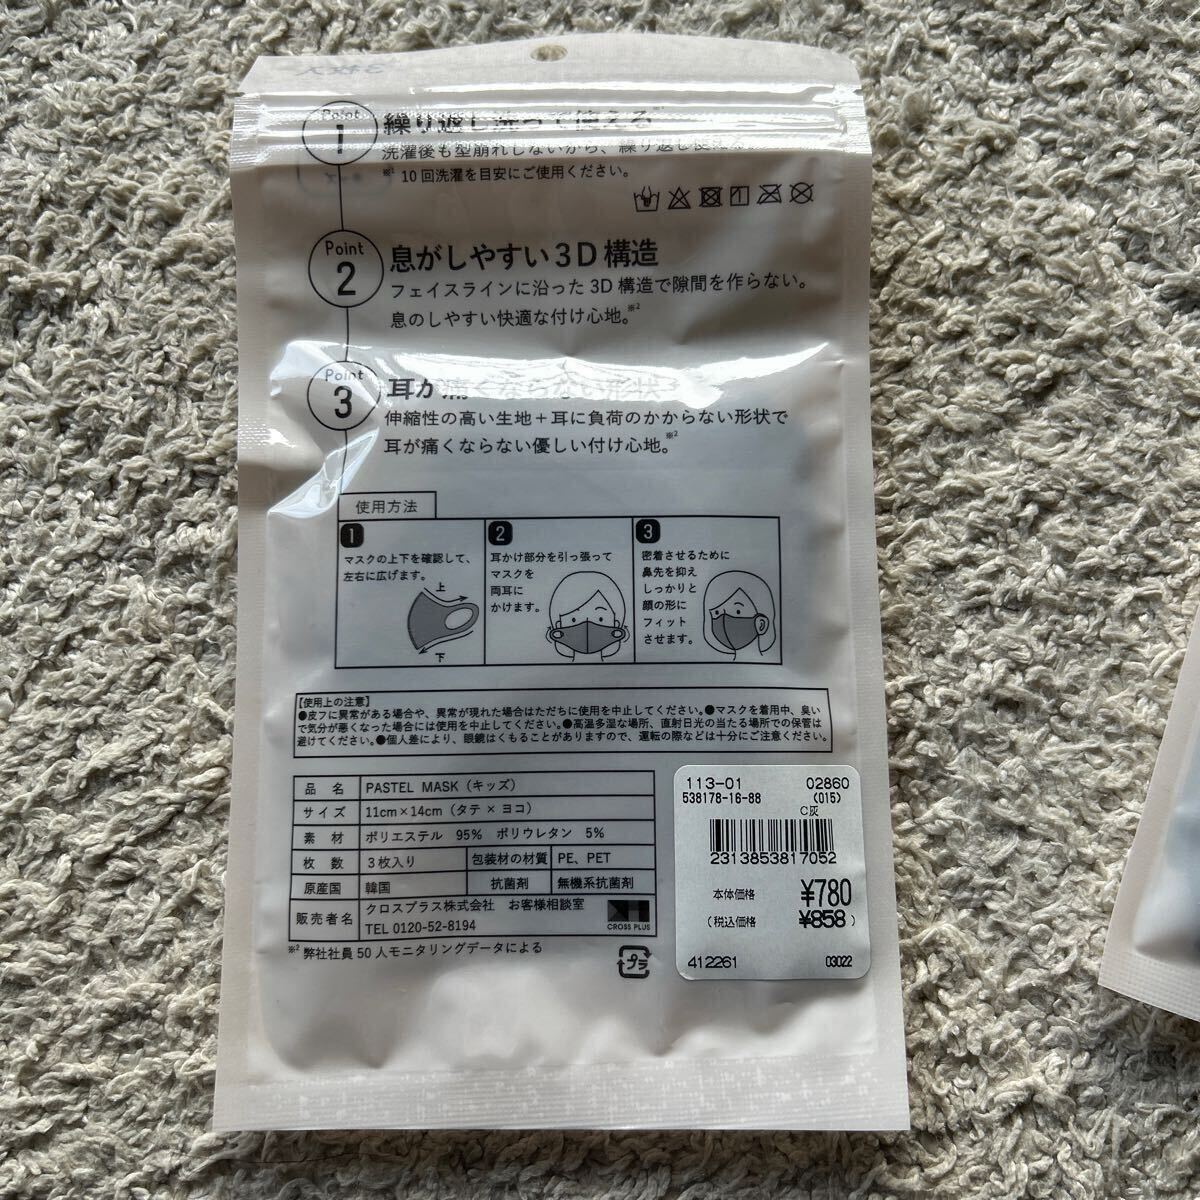 Point
1
繰り返し洗って使える
洗濯後も型崩れしないから、繰り返し使える。
※² 10回洗濯を目安にご使用ください。
Point
2
息がしやすい3D構造
フェイスラインに沿った3D構造で隙間を作らない。
息のしやすい快適な付け心地。※²
Point
3
耳が痛くならない形状
伸縮性の高い生地＋耳に負荷のかからない形状で
耳が痛くならない優しい付け心地。※²
使用方法
1
マスクの上下を確認して、
左右に広げます。
上
下
2
耳かけ部分を引っ張って
マスクを
両耳に
かけます。
3
密着させるために
鼻先を抑え
しっかりと
顔の形に
フィット
させます。
【使用上の注意】
●皮フに異常がある場合や、異常が現れた場合はただちに使用を中止してください。●マスクを着用中、臭い
で気分が悪くなった場合には使用を中止してください。●高温多湿な場所、直射日光の当たる場所での保管は
避けてください。●個人差により、眼鏡はくもることがありますので、運転の際などは十分にご注意ください。
品 名 PASTEL MASK（キッズ）
サイズ 11cm×14cm（タテ × ヨコ）
素 材 ポリエステル 95% ポリウレタン 5%
枚 数 3枚入り 包装材の材質 PE、PET
原産国 韓国 抗菌剤 無機系抗菌剤
販売者名 クロスプラス株式会社 お客様相談室
TEL 0120-52-8194
CROSS PLUS
※² 弊社社員50人モニタリングデータによる
プラ
113-01 02860
538178-16-88 (015)
C灰
2313853817052
本体価格 ¥780
(税込価格 ¥858)
412261 03022